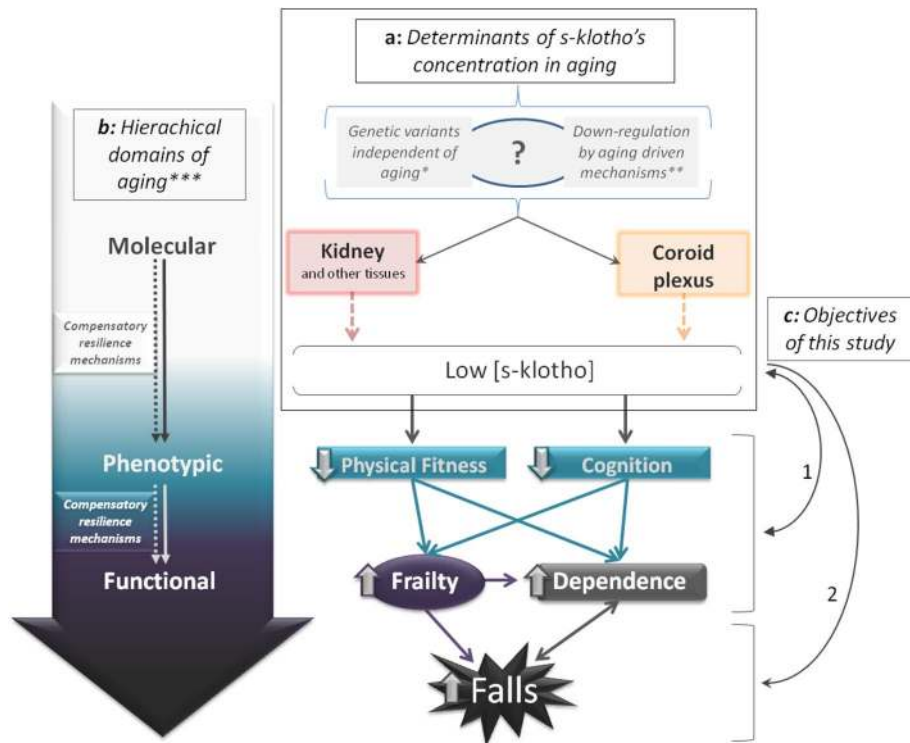 a: Determinants of s-klotho's
concentration in aging
b: Hierachical
domains of
aging***
Genetic variants
independent of
aging*
?
Down-regulation
by aging driven
mechanisms**
Molecular
Kidney
and other tissues
Coroid
plexus
Compensatory
resilience
mechanisms
c: Objectives
of this study
Low [s-klotho]
Phenotypic
Physical Fitness
Cognition
1
Compensatory
resilience
mechanisms
Functional
Frailty
Dependence
2
Falls